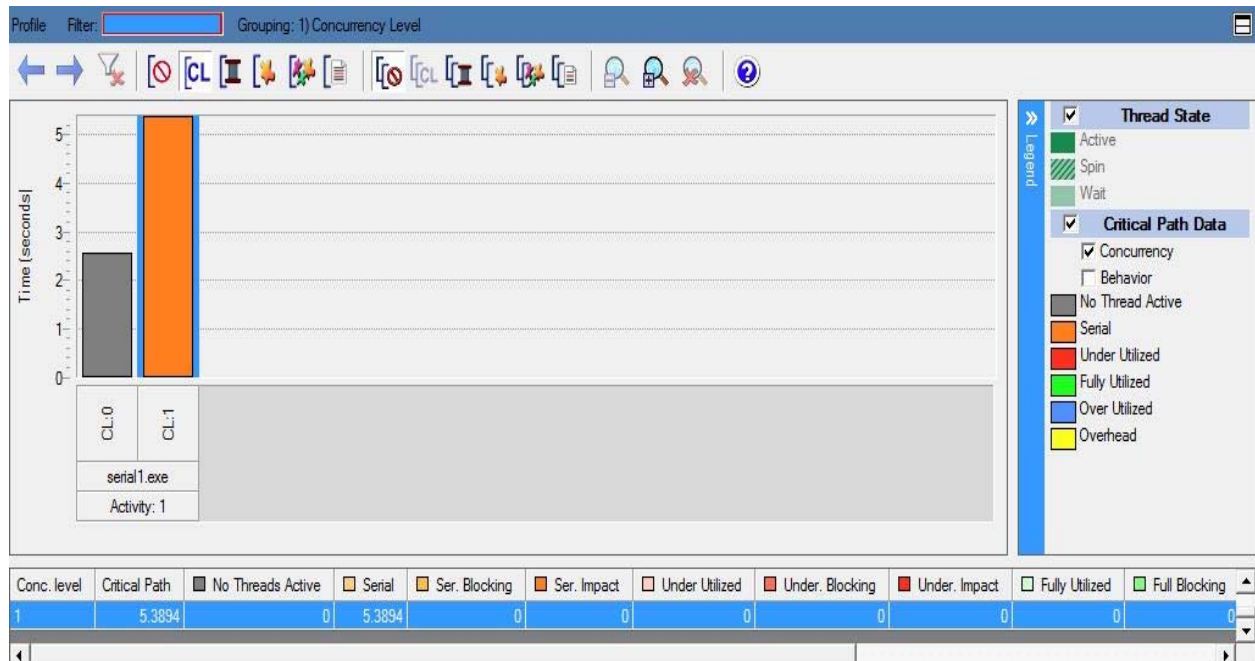 Profile Filter: Grouping: 1) Concurrency Level
CL CL
Time (seconds)
5
4
3
2
1
0
CL:0 CL:1
serial1.exe
Activity: 1
Legend
Thread State
Active
Spin
Wait
Critical Path Data
Concurrency
Behavior
No Thread Active
Serial
Under Utilized
Fully Utilized
Over Utilized
Overhead
Conc. level Critical Path No Threads Active Serial Ser. Blocking Ser. Impact Under Utilized Under. Blocking Under. Impact Fully Utilized Full Blocking
1 5.3894 0 5.3894 0 0 0 0 0 0 0